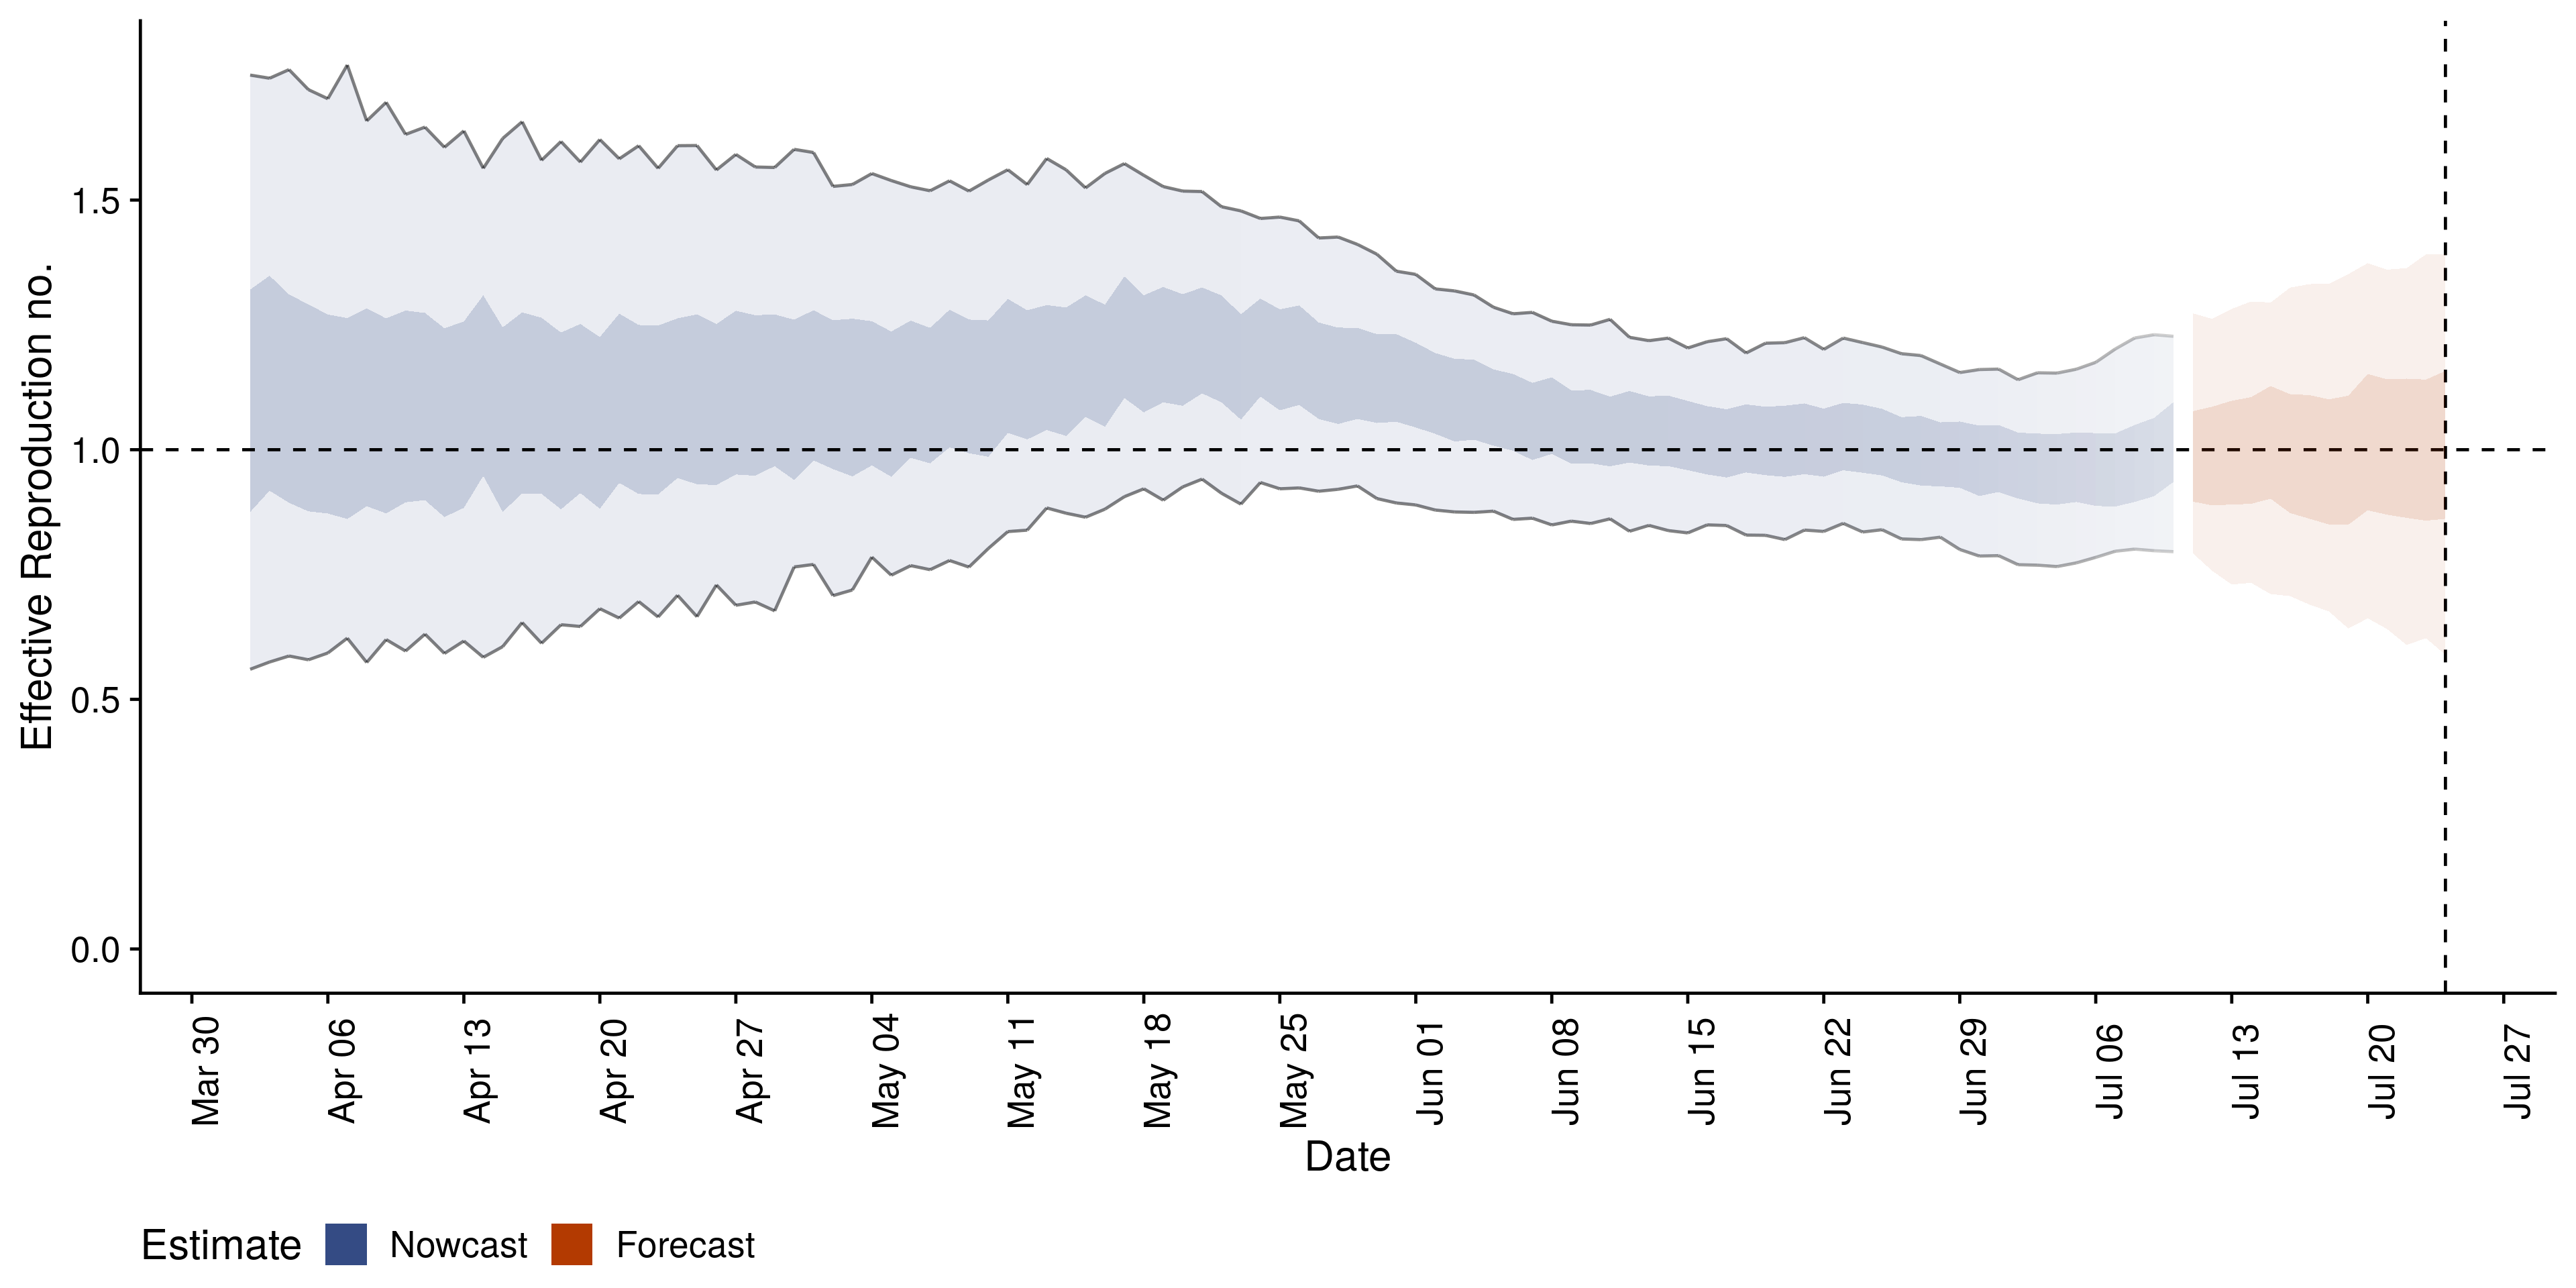 Effective Reproduction no.
1.5
1.0
0.5
0.0
Mar 30
Apr 06
Apr 13
Apr 20
Apr 27
May 04
May 11
May 18
May 25
Jun 01
Jun 08
Jun 15
Jun 22
Jun 29
Jul 06
Jul 13
Jul 20
Jul 27
Date
Estimate Nowcast Forecast